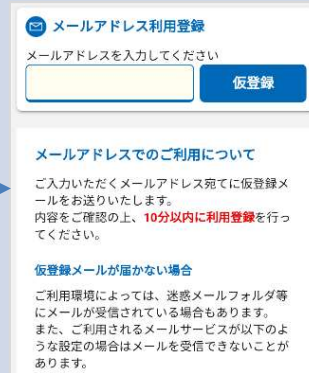 メールアドレス利用登録
メールアドレスを入力してください
仮登録
メールアドレスでのご利用について
ご入力いただくメールアドレス宛てに仮登録メ
ールをお送りいたします。
内容をご確認の上、10分以内に利用登録を行っ
てください。
仮登録メールが届かない場合
ご利用環境によっては、迷惑メールフォルダ等
にメールが受信されている場合もあります。
また、ご利用されるメールサービスが以下のよ
うな設定の場合はメールを受信できないことが
あります。